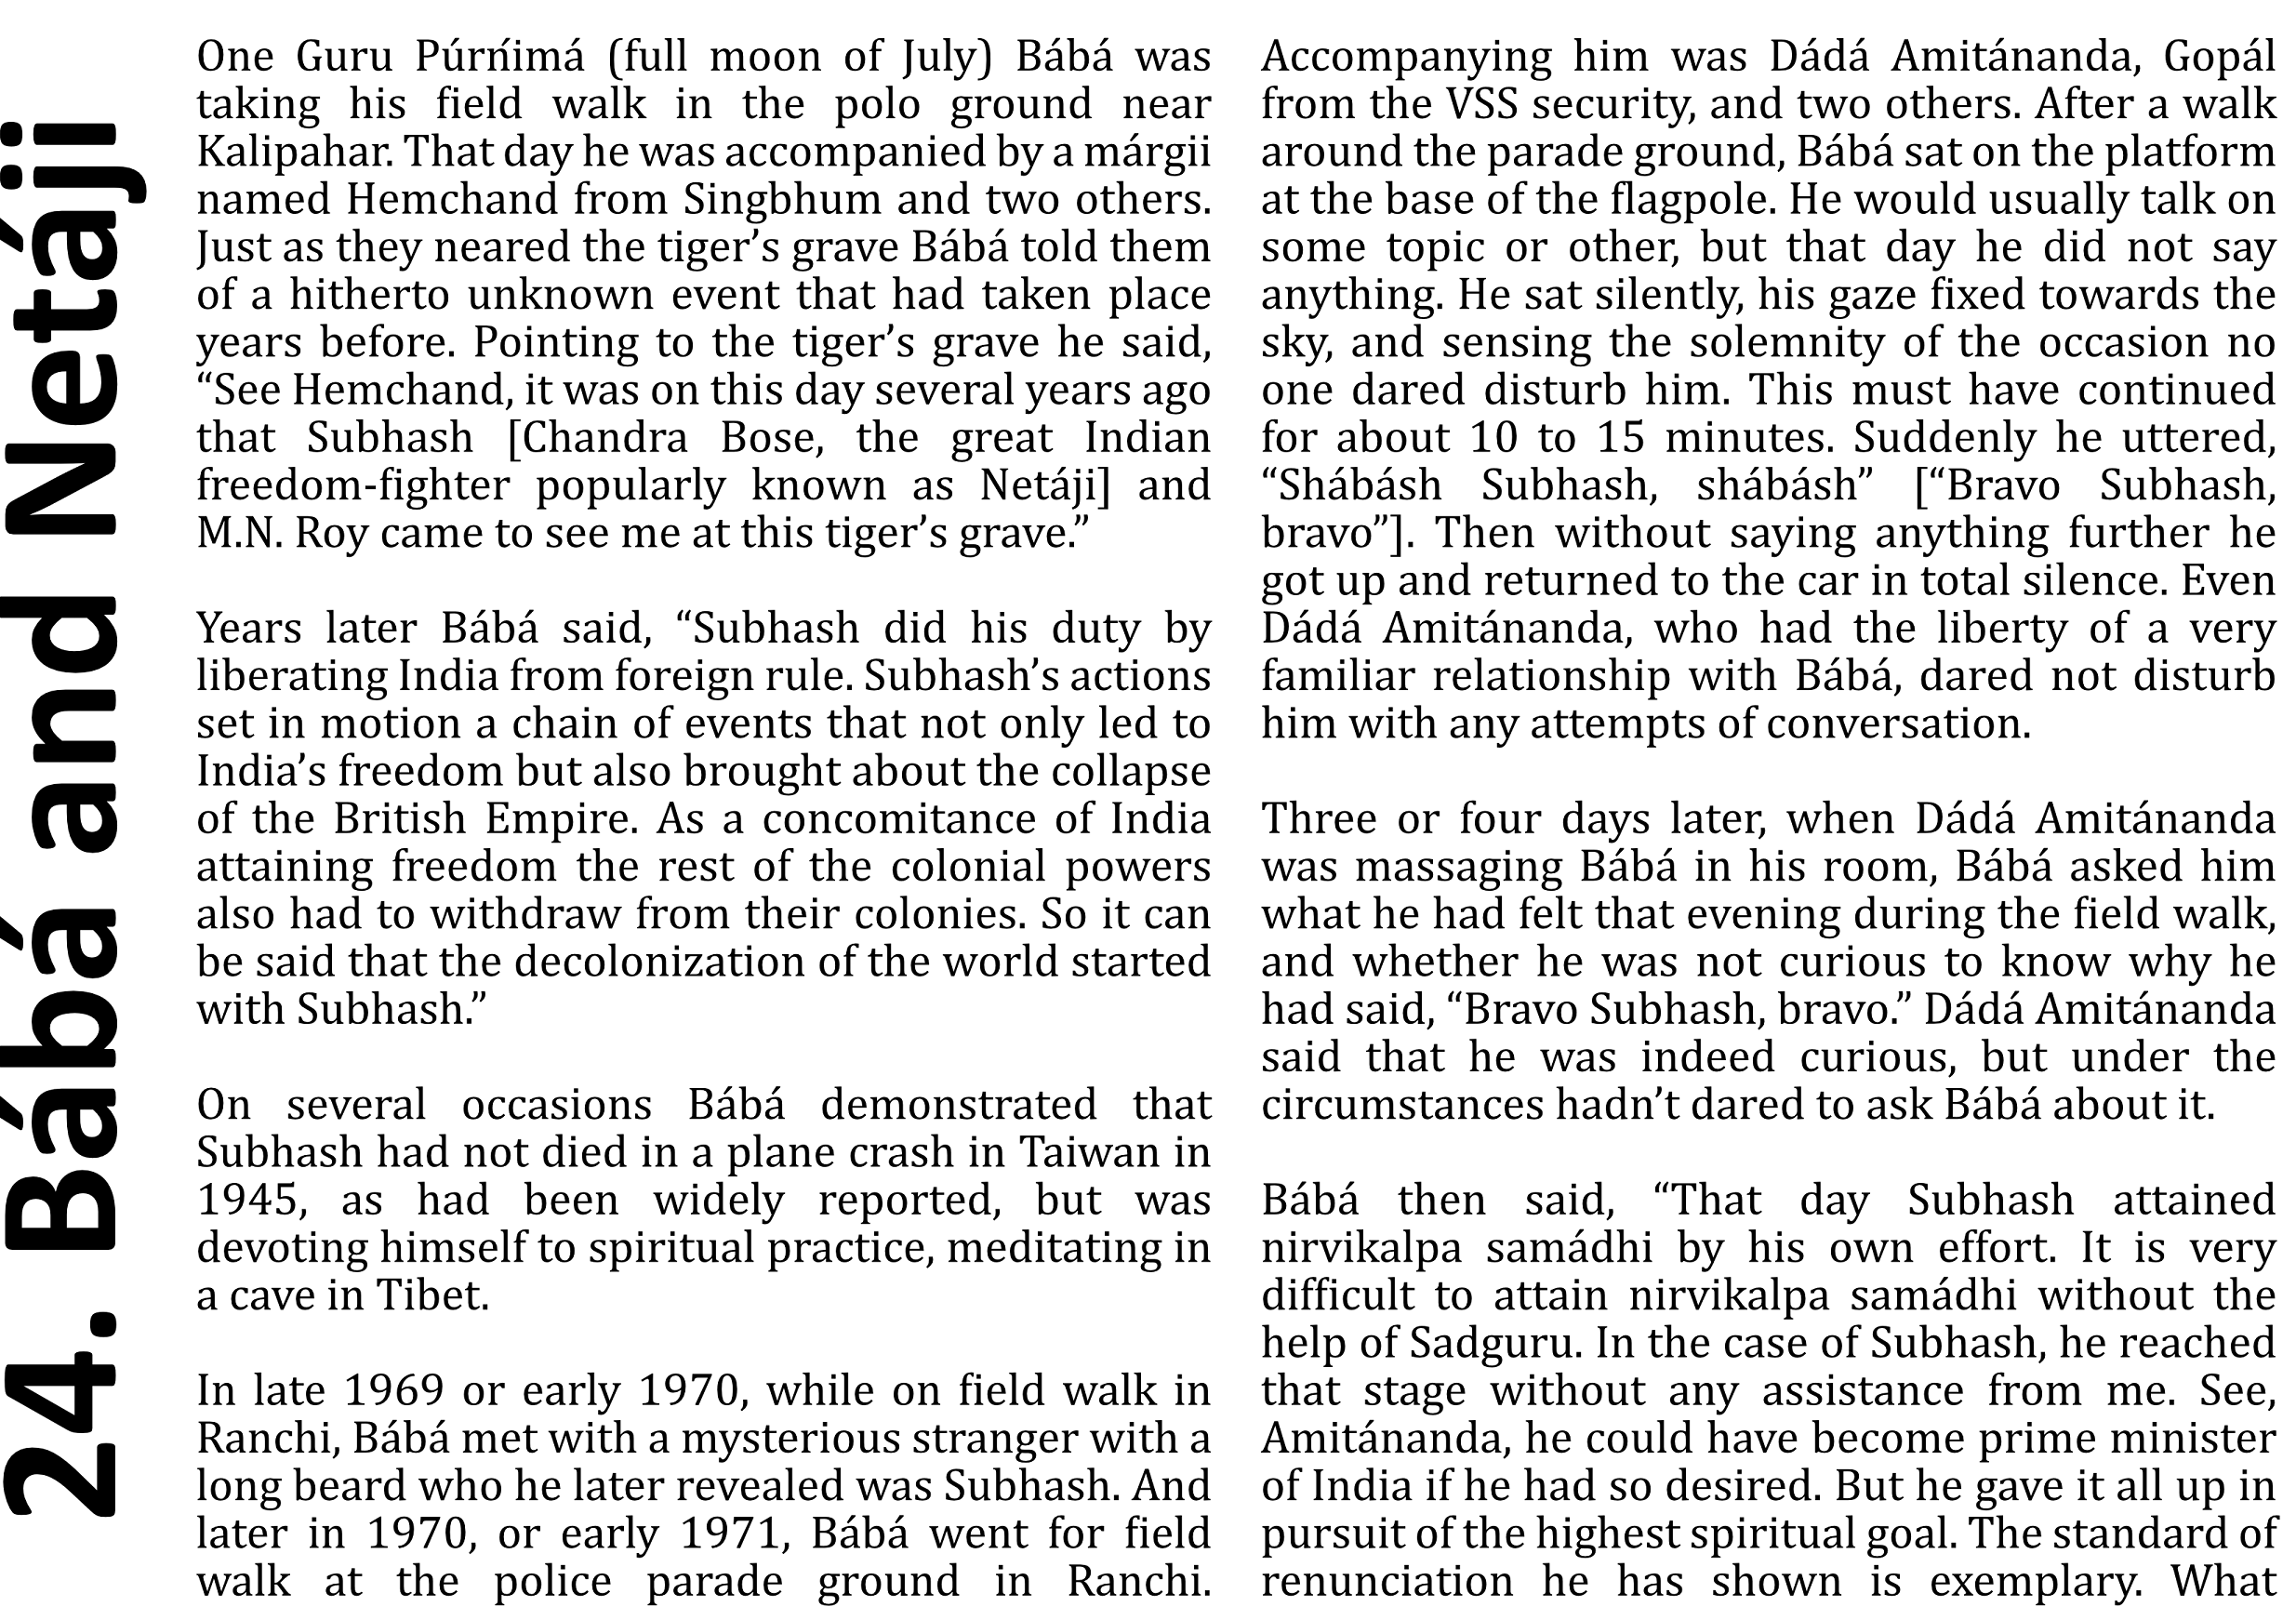 24. Bábá and Netáji
One Guru Púrńimá (full moon of July) Bábá was
taking his field walk in the polo ground near
Kalipahar. That day he was accompanied by a márgii
named Hemchand from Singbhum and two others.
Just as they neared the tiger’s grave Bábá told them
of a hitherto unknown event that had taken place
years before. Pointing to the tiger’s grave he said,
“See Hemchand, it was on this day several years ago
that Subhash [Chandra Bose, the great Indian
freedom-fighter popularly known as Netáji] and
M.N. Roy came to see me at this tiger’s grave.”
Years later Bábá said, “Subhash did his duty by
liberating India from foreign rule. Subhash’s actions
set in motion a chain of events that not only led to
India’s freedom but also brought about the collapse
of the British Empire. As a concomitance of India
attaining freedom the rest of the colonial powers
also had to withdraw from their colonies. So it can
be said that the decolonization of the world started
with Subhash.”
On several occasions Bábá demonstrated that
Subhash had not died in a plane crash in Taiwan in
1945, as had been widely reported, but was
devoting himself to spiritual practice, meditating in
a cave in Tibet.
In late 1969 or early 1970, while on field walk in
Ranchi, Bábá met with a mysterious stranger with a
long beard who he later revealed was Subhash. And
later in 1970, or early 1971, Bábá went for field
walk at the police parade ground in Ranchi.
Accompanying him was Dádá Amitánanda, Gopál
from the VSS security, and two others. After a walk
around the parade ground, Bábá sat on the platform
at the base of the flagpole. He would usually talk on
some topic or other, but that day he did not say
anything. He sat silently, his gaze fixed towards the
sky, and sensing the solemnity of the occasion no
one dared disturb him. This must have continued
for about 10 to 15 minutes. Suddenly he uttered,
“Shábásh Subhash, shábásh” [“Bravo Subhash,
bravo”]. Then without saying anything further he
got up and returned to the car in total silence. Even
Dádá Amitánanda, who had the liberty of a very
familiar relationship with Bábá, dared not disturb
him with any attempts of conversation.
Three or four days later, when Dádá Amitánanda
was massaging Bábá in his room, Bábá asked him
what he had felt that evening during the field walk,
and whether he was not curious to know why he
had said, “Bravo Subhash, bravo.” Dádá Amitánanda
said that he was indeed curious, but under the
circumstances hadn’t dared to ask Bábá about it.
Bábá then said, “That day Subhash attained
nirvikalpa samádhi by his own effort. It is very
difficult to attain nirvikalpa samádhi without the
help of Sadguru. In the case of Subhash, he reached
that stage without any assistance from me. See,
Amitánanda, he could have become prime minister
of India if he had so desired. But he gave it all up in
pursuit of the highest spiritual goal. The standard of
renunciation he has shown is exemplary. What